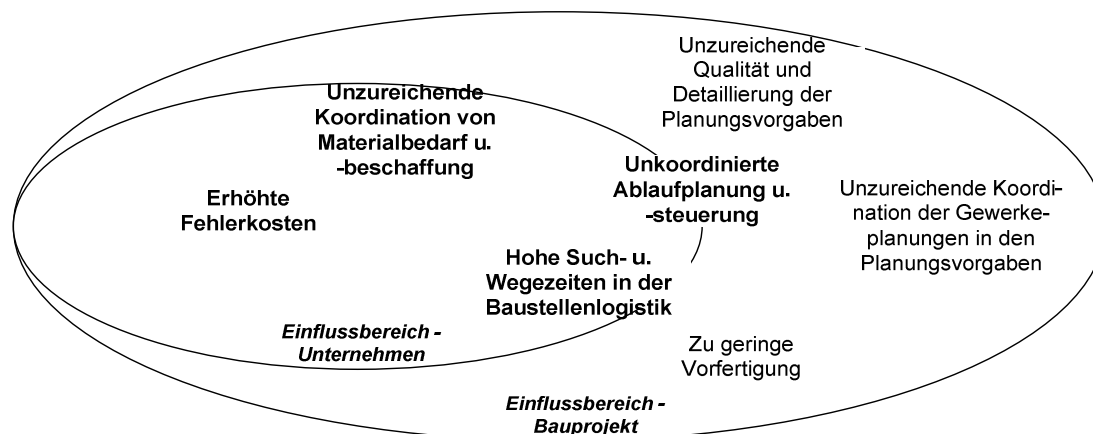 Unzureichende
Qualität und
Detaillierung der
Planungsvorgaben
Unzureichende
Koordination von
Materialbedarf u.
-beschaffung
Unkoordinierte
Ablaufplanung u.
-steuerung
Erhöhte
Fehlerkosten
Unzureichende Koordi-
nation der Gewerke-
planungen in den
Planungsvorgaben
Hohe Such- u.
Wegezeiten in der
Baustellenlogistik
Einflussbereich -
Unternehmen
Zu geringe
Vorfertigung
Einflussbereich -
Bauprojekt